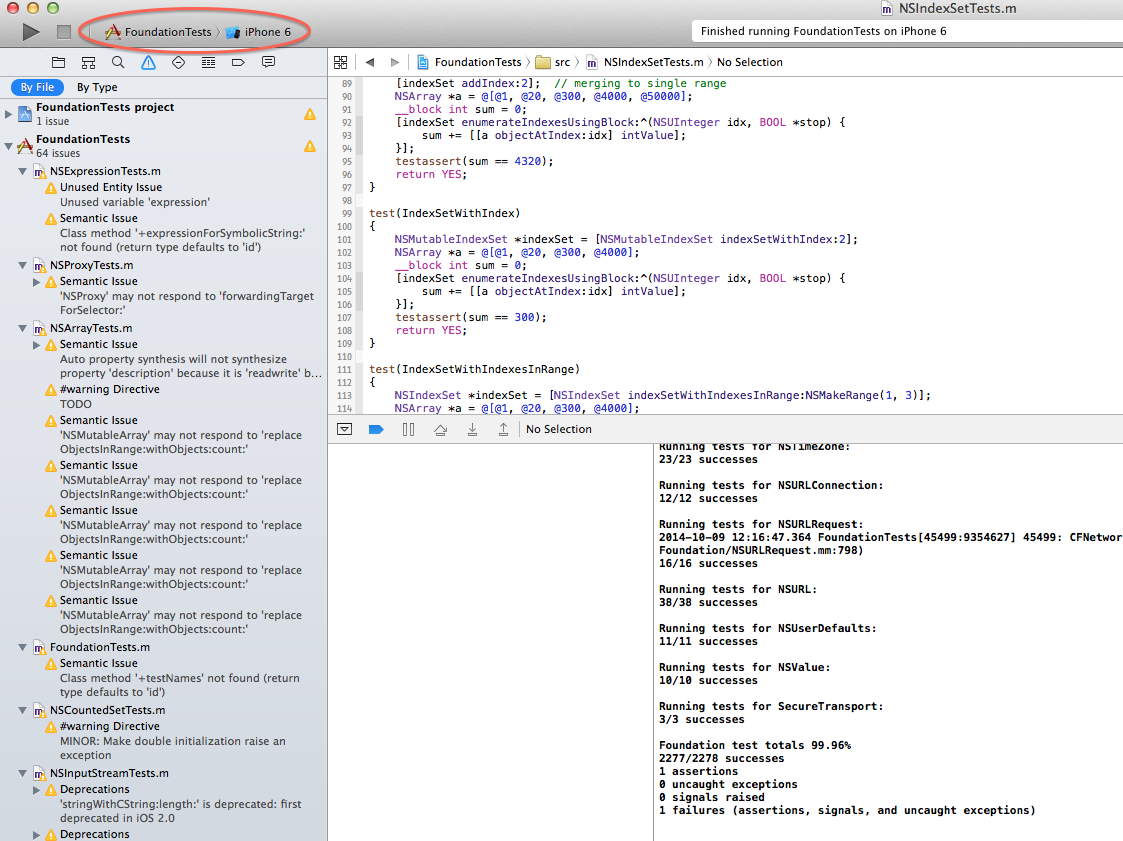 NSIndexSetTests.m
FoundationTests
iPhone 6
Finished running FoundationTests on iPhone 6
FoundationTests
src
NSIndexSetTests.m
No Selection
By File
By Type
FoundationTests project
1 issue
FoundationTests
64 issues
NSExpressionTests.m
Unused Entity Issue
Unused variable 'expression'
Semantic Issue
Class method '+expressionForSymbolicString:'
not found (return type defaults to 'id')
NSProxyTests.m
Semantic Issue
'NSProxy' may not respond to 'forwardingTarget
ForSelector:'
NSArrayTests.m
Semantic Issue
Auto property synthesis will not synthesize
property 'description' because it is 'readwrite' b...
#warning Directive
TODO
Semantic Issue
'NSMutableArray' may not respond to 'replace
ObjectsInRange:withObjects:count:'
Semantic Issue
'NSMutableArray' may not respond to 'replace
ObjectsInRange:withObjects:count:'
Semantic Issue
'NSMutableArray' may not respond to 'replace
ObjectsInRange:withObjects:count:'
Semantic Issue
'NSMutableArray' may not respond to 'replace
ObjectsInRange:withObjects:count:'
Semantic Issue
'NSMutableArray' may not respond to 'replace
ObjectsInRange:withObjects:count:'
FoundationTests.m
Semantic Issue
Class method '+testNames' not found (return
type defaults to 'id')
NSCountedSetTests.m
#warning Directive
MINOR: Make double initialization raise an
exception
NSInputStreamTests.m
Deprecations
'stringWithCString:length:' is deprecated: first
deprecated in iOS 2.0
Deprecations
89 [indexSet addIndex:2]; // merging to single range
90 NSArray *a = @[@1, @20, @300, @4000, @50000];
91 __block int sum = 0;
92 [indexSet enumerateIndexesUsingBlock:^(NSUInteger idx, BOOL *stop) {
93 sum += [[a objectAtIndex:idx] intValue];
94 }];
95 testassert(sum == 4320);
96 return YES;
97 }
98
99 test(IndexSetWithIndex)
100 {
101 NSMutableIndexSet *indexSet = [NSMutableIndexSet indexSetWithIndex:2];
102 NSArray *a = @[@1, @20, @300, @4000];
103 __block int sum = 0;
104 [indexSet enumerateIndexesUsingBlock:^(NSUInteger idx, BOOL *stop) {
105 sum += [[a objectAtIndex:idx] intValue];
106 }];
107 testassert(sum == 300);
108 return YES;
109 }
110
111 test(IndexSetWithIndexesInRange)
112 {
113 NSIndexSet *indexSet = [NSIndexSet indexSetWithIndexesInRange:NSMakeRange(1, 3)];
114 NSArray *a = @[@1, @20, @300, @4000];
No Selection
Running tests for NSTimeZone:
23/23 successes
Running tests for NSURLConnection:
12/12 successes
Running tests for NSURLRequest:
2014-10-09 12:16:47.364 FoundationTests[45499:9354627] 45499: CFNetwor
Foundation/NSURLRequest.mm:798)
16/16 successes
Running tests for NSURL:
38/38 successes
Running tests for NSUserDefaults:
11/11 successes
Running tests for NSValue:
10/10 successes
Running tests for SecureTransport:
3/3 successes
Foundation test totals 99.96%
2277/2278 successes
1 assertions
0 uncaught exceptions
0 signals raised
1 failures (assertions, signals, and uncaught exceptions)